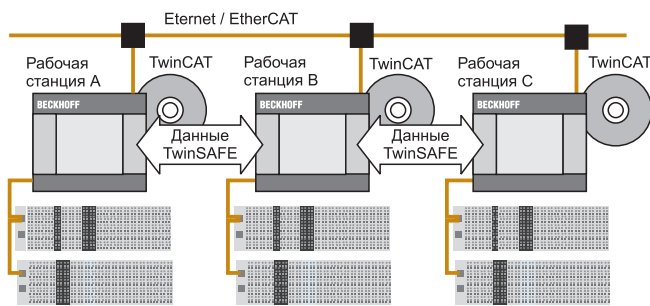 Eternet / EtherCAT
Рабочая
станция A
TwinCAT
Рабочая
станция B
TwinCAT
Рабочая
станция C
TwinCAT
BECKHOFF
BECKHOFF
BECKHOFF
Данные
TwinSAFE
Данные
TwinSAFE